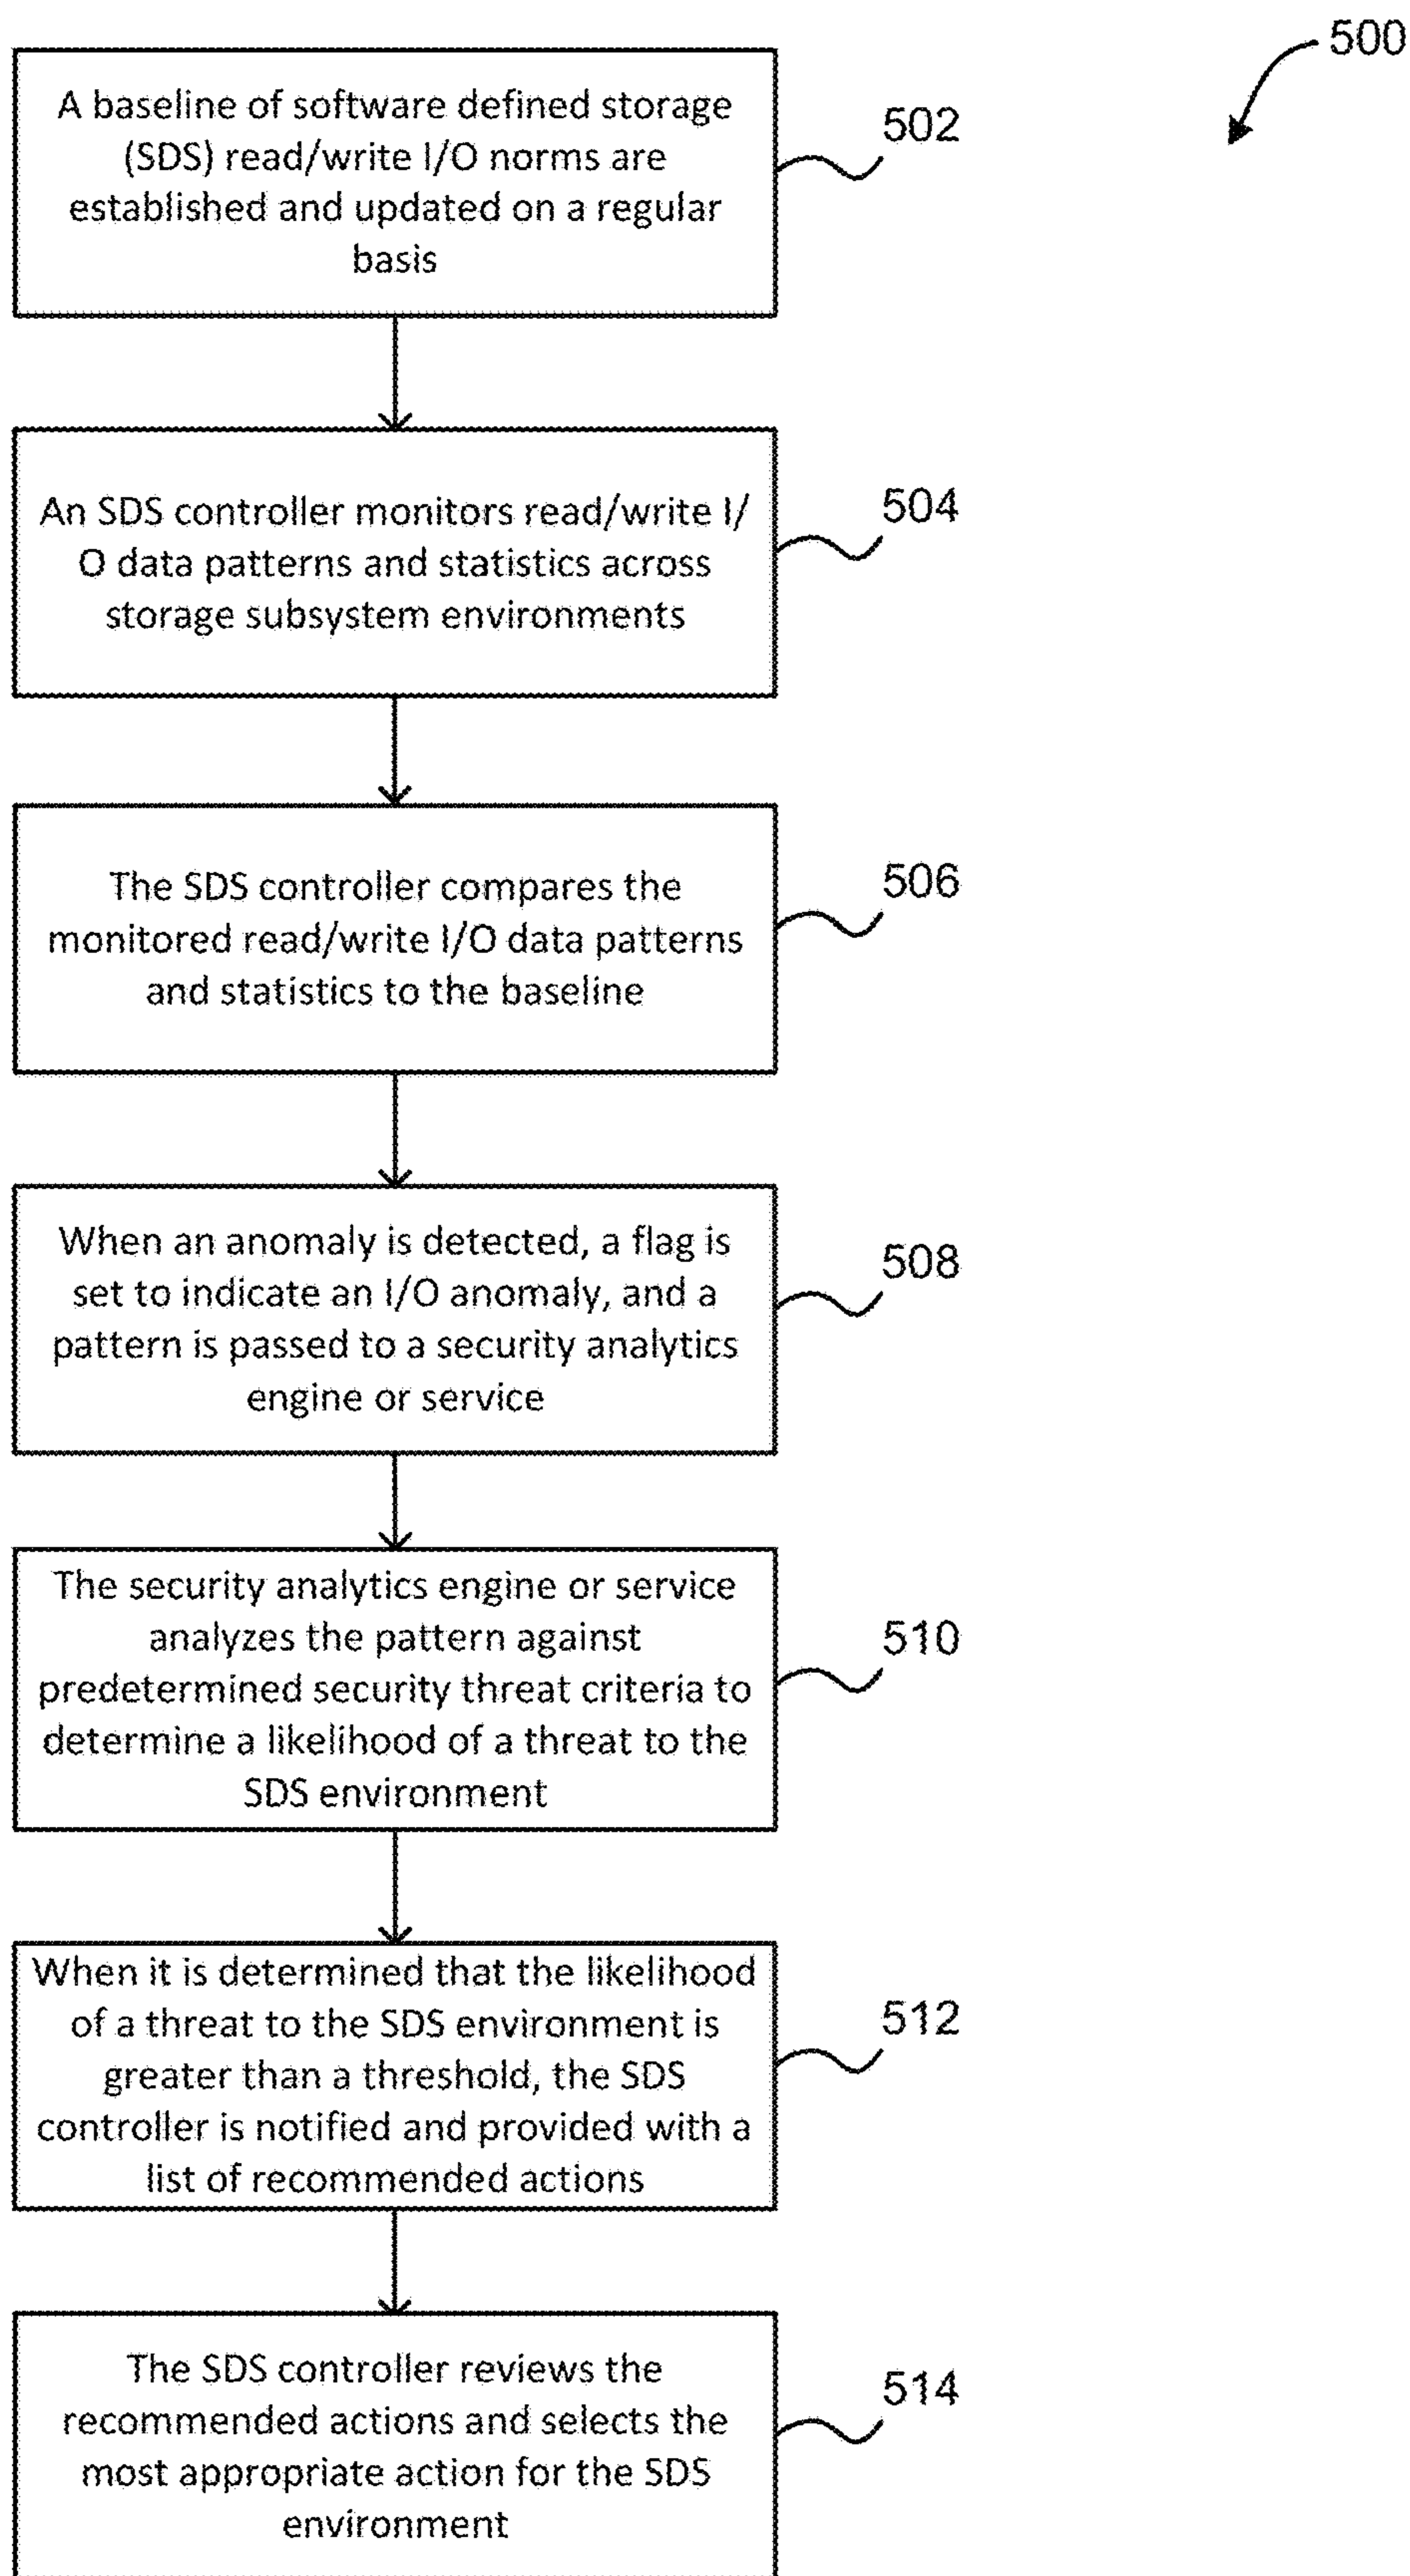 500
A baseline of software defined storage
(SDS) read/write I/O norms are
established and updated on a regular
basis
502
An SDS controller monitors read/write I/
O data patterns and statistics across
storage subsystem environments
504
The SDS controller compares the
monitored read/write I/O data patterns
and statistics to the baseline
506
When an anomaly is detected, a flag is
set to indicate an I/O anomaly, and a
pattern is passed to a security analytics
engine or service
508
The security analytics engine or service
analyzes the pattern against
predetermined security threat criteria to
determine a likelihood of a threat to the
SDS environment
510
When it is determined that the likelihood
of a threat to the SDS environment is
greater than a threshold, the SDS
controller is notified and provided with a
list of recommended actions
512
The SDS controller reviews the
recommended actions and selects the
most appropriate action for the SDS
environment
514